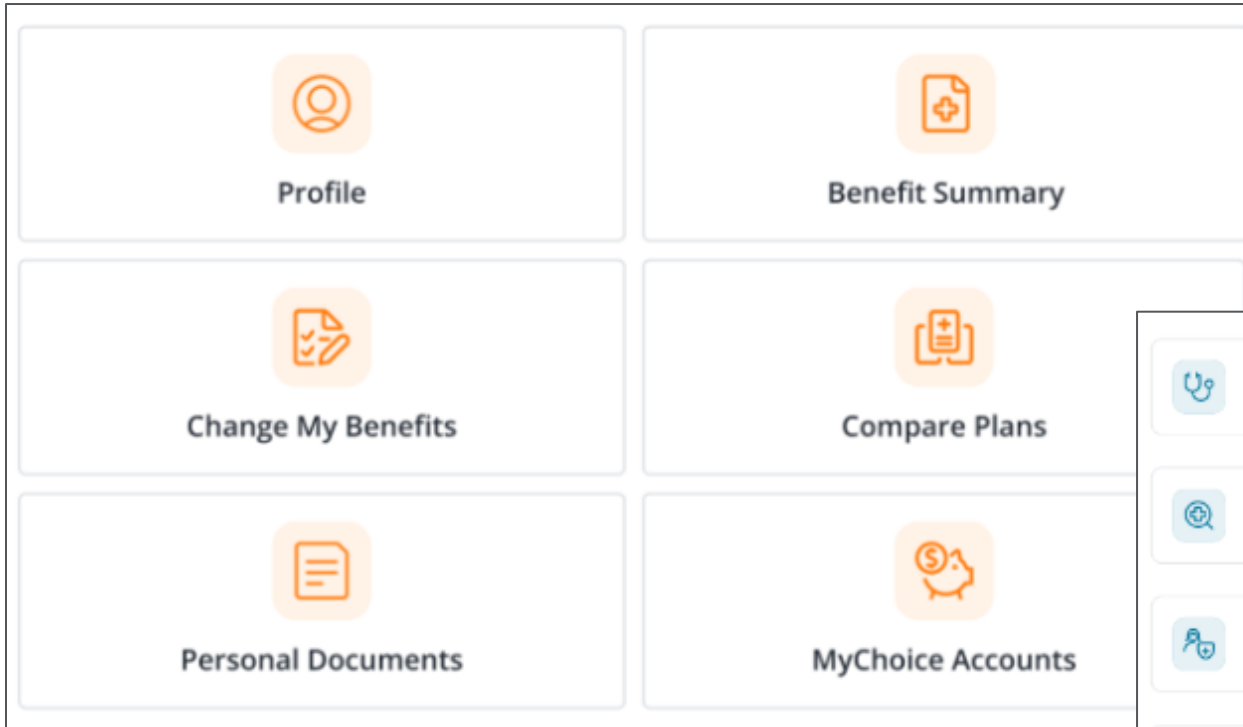 Profile
Benefit Summary
Change My Benefits
Compare Plans
Personal Documents
MyChoice Accounts